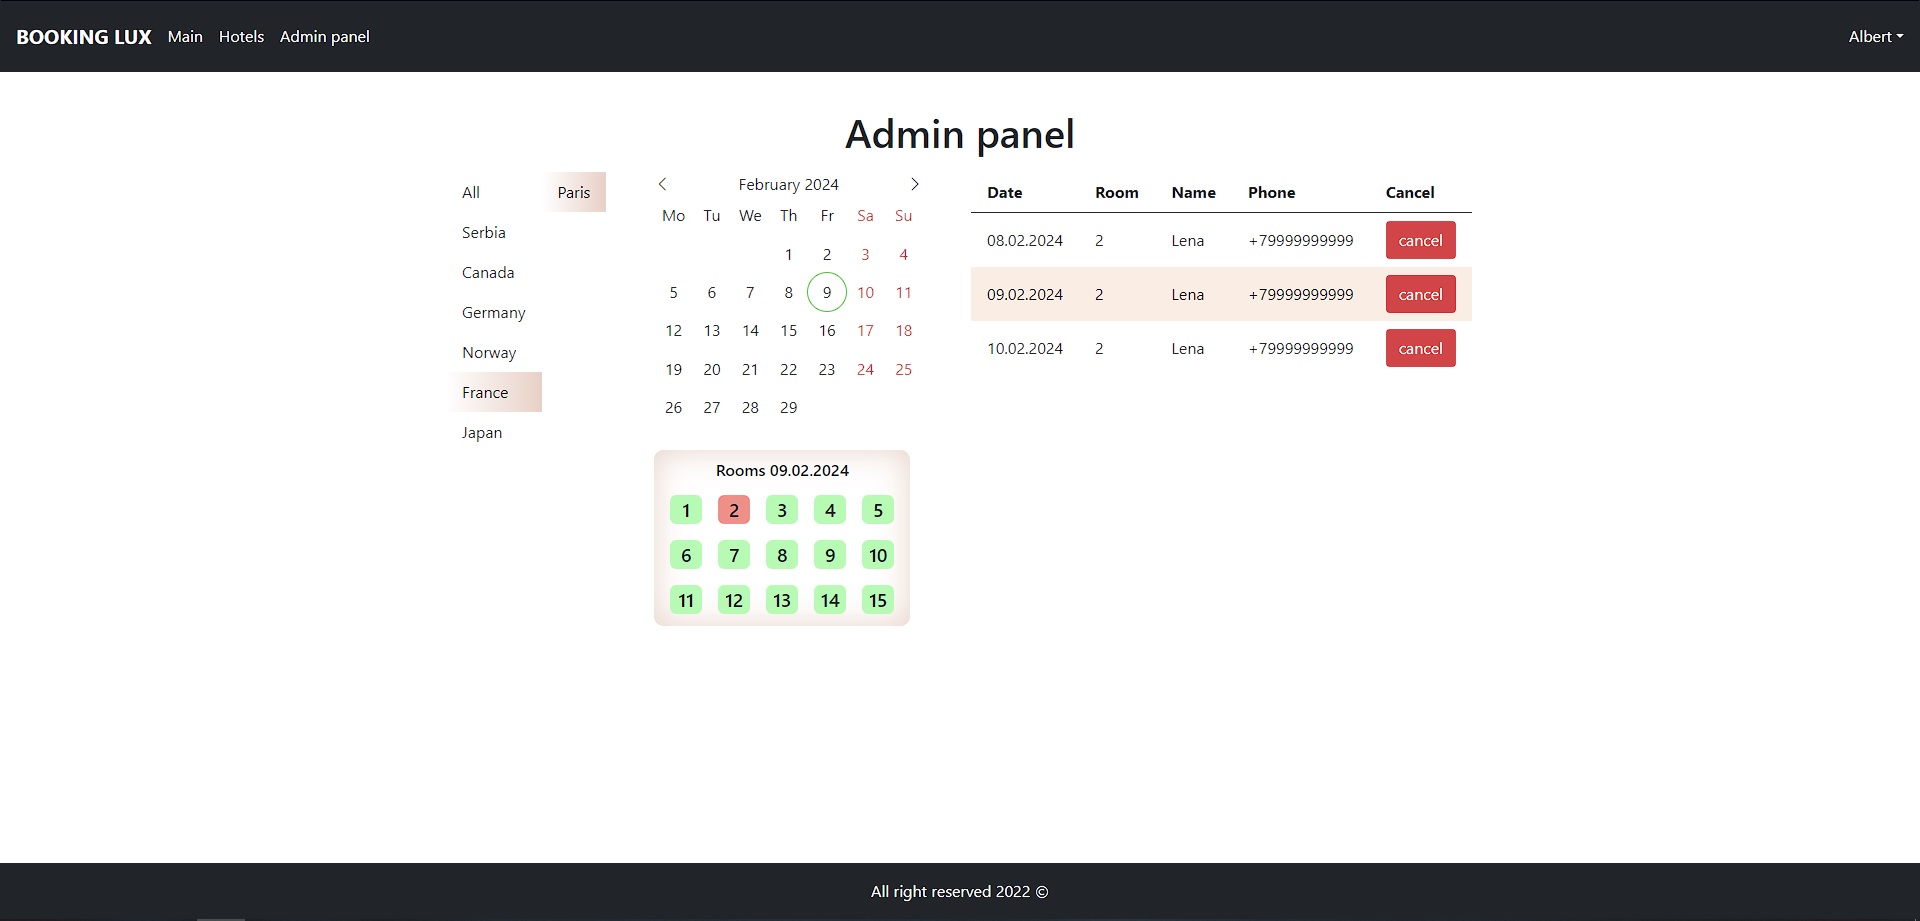 BOOKING LUX Main Hotels Admin panel Albert
Admin panel
All
Serbia
Canada
Germany
Norway
France
Japan
Paris
February 2024
Mo Tu We Th Fr Sa Su
1 2 3 4
5 6 7 8 9 10 11
12 13 14 15 16 17 18
19 20 21 22 23 24 25
26 27 28 29
Rooms 09.02.2024
1 2 3 4 5
6 7 8 9 10
11 12 13 14 15
Date Room Name Phone Cancel
08.02.2024 2 Lena +79999999999 cancel
09.02.2024 2 Lena +79999999999 cancel
10.02.2024 2 Lena +79999999999 cancel
All right reserved 2022 ©